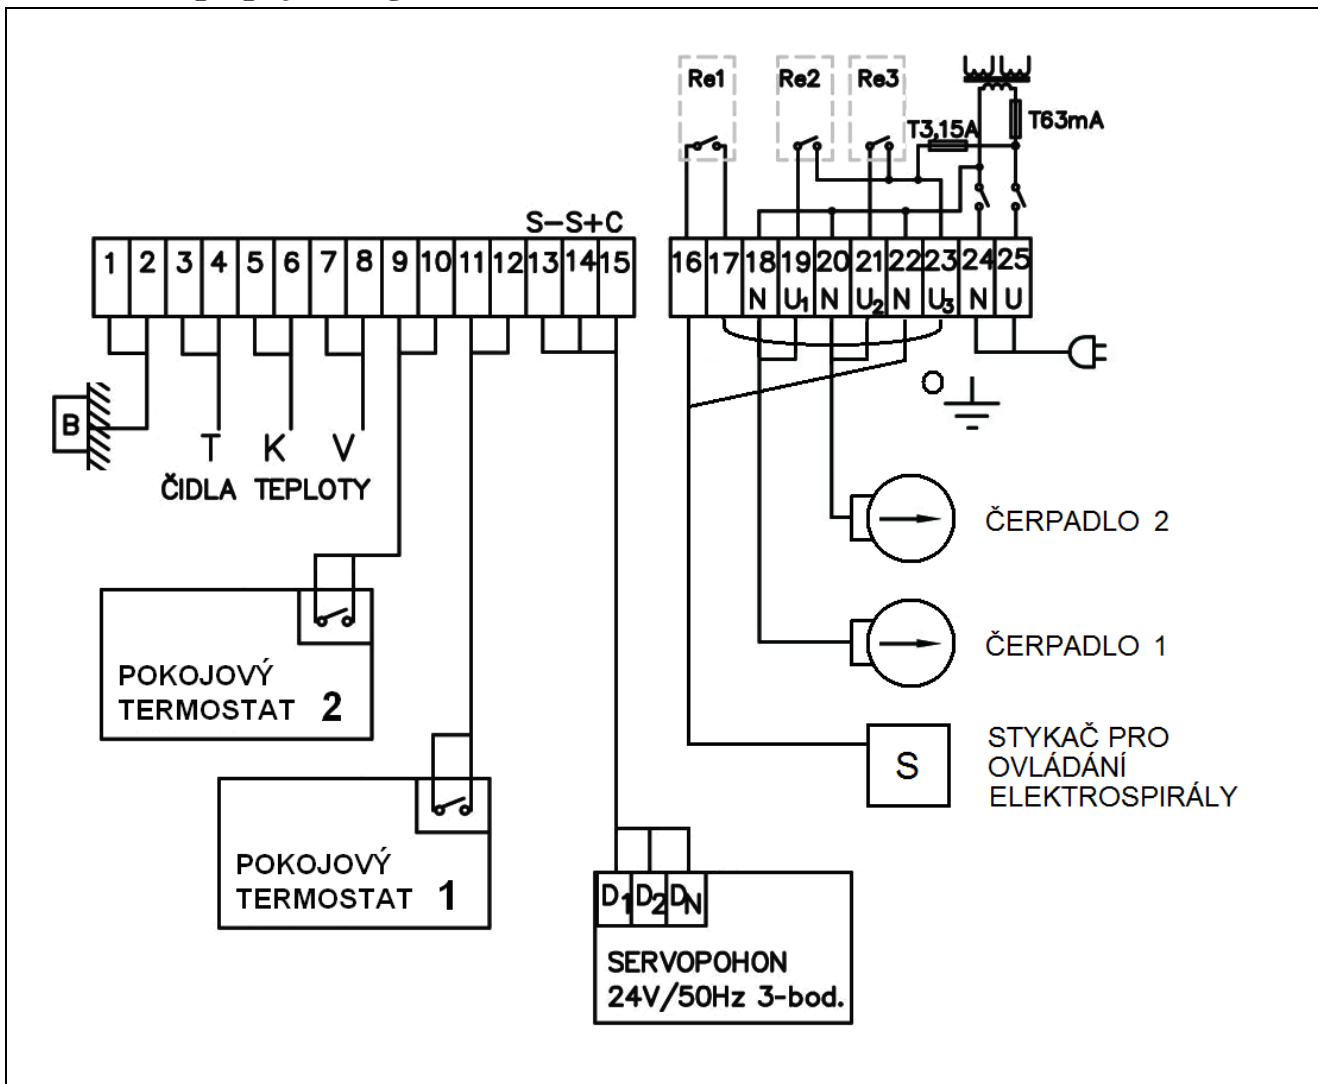 Re1 Re2 Re3
T3,15A T63mA
S-S+C
1 2 3 4 5 6 7 8 9 10 11 12 13 14 15
16 17 18 19 20 21 22 23 24 25
N U1 N U2 N U3 N U
B
T K V
ČIDLA TEPLOTY
O
ČERPADLO 2
ČERPADLO 1
POKOJOVÝ
TERMOSTAT 2
S
STYKAČ PRO
OVLÁDÁNÍ
ELEKTROSPIRÁLY
POKOJOVÝ
TERMOSTAT 1
D1 D2 DN
SERVOPOHON
24V/50Hz 3-bod.